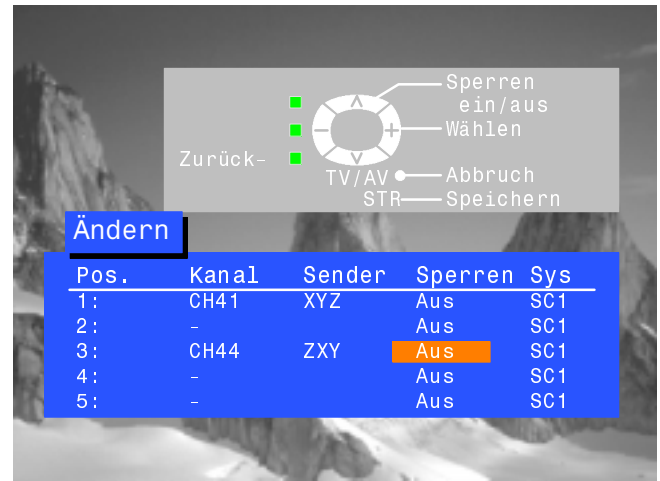 Sperren
ein/aus
Wählen
Zurück-
TV/AV Abbruch
STR Speichern
Ändern
Pos. Kanal Sender Sperren Sys
1: CH41 XYZ Aus SC1
2: - Aus SC1
3: CH44 ZXY Aus SC1
4: - Aus SC1
5: - Aus SC1